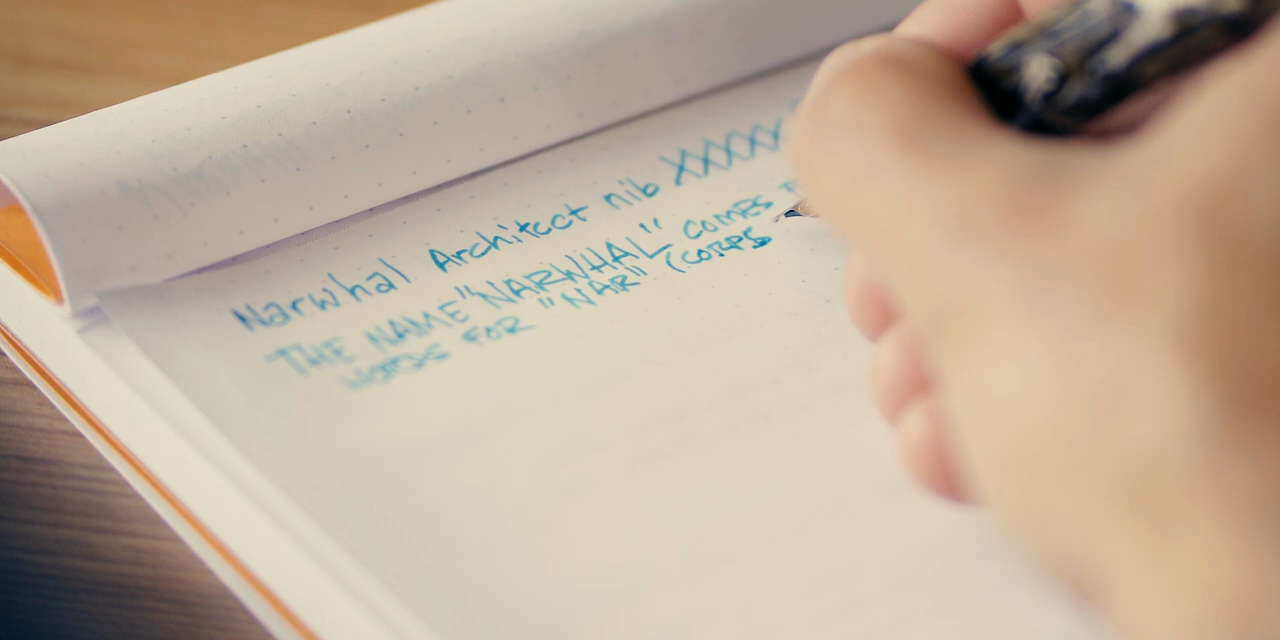 Narwhal Architect nib XXXXX
THE NAME "NARWHAL" COMES
WORDS FOR "NAR" (CORPS